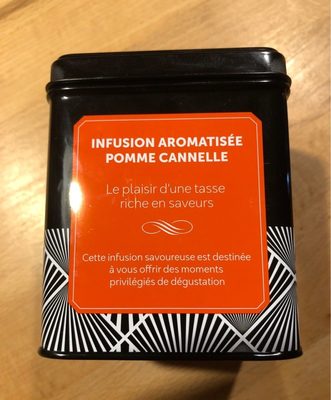 INFUSION AROMATISÉE
POMME CANNELLE
Le plaisir d'une tasse
riche en saveurs
Cette infusion savoureuse est destinée
à vous offrir des moments
privilégiés de dégustation